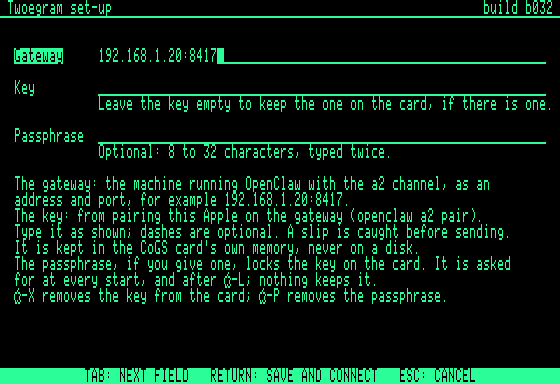 Twoegram set-up build b032
Gateway 192.168.1.20:8417
Key
Leave the key empty to keep the one on the card, if there is one.
Passphrase
Optional: 8 to 32 characters, typed twice.
The gateway: the machine running OpenClaw with the a2 channel, as an
address and port, for example 192.168.1.20:8417.
The key: from pairing this Apple on the gateway (openclaw a2 pair).
Type it as shown; dashes are optional. A slip is caught before sending.
It is kept in the CoGS card's own memory, never on a disk.
The passphrase, if you give one, locks the key on the card. It is asked
for at every start, and after -L; nothing keeps it.
-X removes the key from the card; -P removes the passphrase.
TAB: NEXT FIELD RETURN: SAVE AND CONNECT ESC: CANCEL